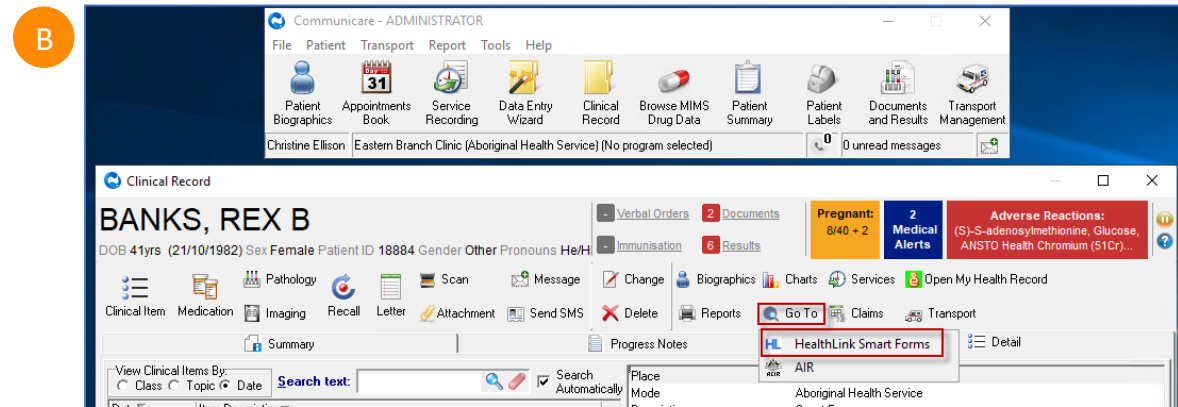 B
Communicare - ADMINISTRATOR
File Patient Transport Report Tools Help
31
Patient Biographics
Appointments Book
Service Recording
Data Entry Wizard
Clinical Record
Browse MIMS Drug Data
Patient Summary
Patient Labels
Documents and Results
Transport Management
Christine Ellison Eastern Branch Clinic (Aboriginal Health Service) (No program selected) 0 0 unread messages
Clinical Record
BANKS, REX B
- Verbal Orders 2 Documents
- Immunisation 6 Results
Pregnant:
8/40 + 2
2
Medical
Alerts
Adverse Reactions:
(S)-S-adenosylmethionine, Glucose,
ANSTO Health Chromium (51Cr)...
DOB 41yrs (21/10/1982) Sex Female Patient ID 18884 Gender Other Pronouns He/H
Clinical Item Medication Pathology Imaging Recall Letter Scan Attachment Message Send SMS
Change Biographics Charts Services Open My Health Record
Delete Reports Go To Claims Transport
HL HealthLink Smart Forms
AIR
Summary Progress Notes Detail
View Clinical Items By:
Class Topic Date Search text: Search Automatically
Place
Mode Aboriginal Health Service